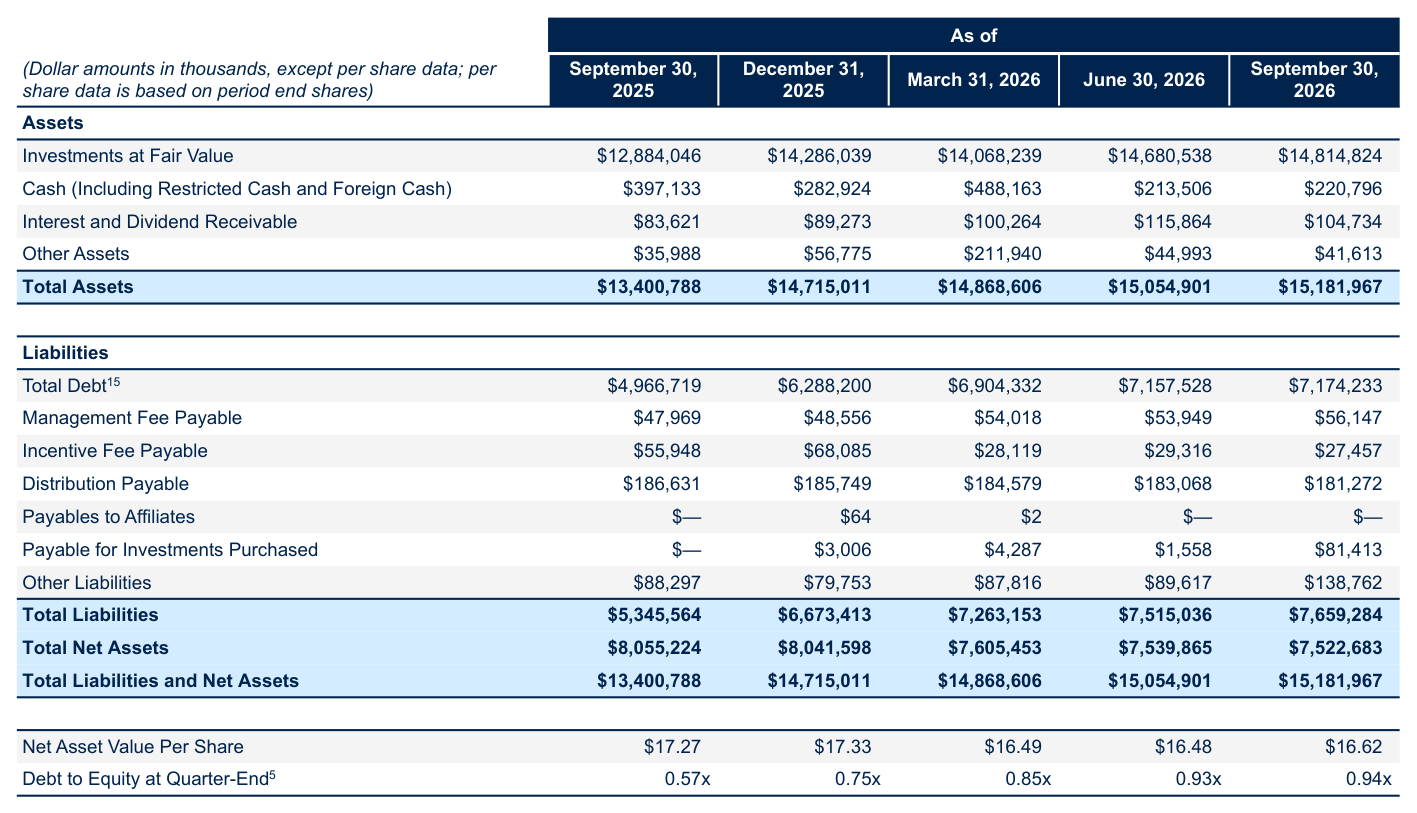 As of
(Dollar amounts in thousands, except per share data; per share data is based on period end shares) September 30, 2025 December 31, 2025 March 31, 2026 June 30, 2026 September 30, 2026
Assets
Investments at Fair Value $12,884,046 $14,286,039 $14,068,239 $14,680,538 $14,814,824
Cash (Including Restricted Cash and Foreign Cash) $397,133 $282,924 $488,163 $213,506 $220,796
Interest and Dividend Receivable $83,621 $89,273 $100,264 $115,864 $104,734
Other Assets $35,988 $56,775 $211,940 $44,993 $41,613
Total Assets $13,400,788 $14,715,011 $14,868,606 $15,054,901 $15,181,967
Liabilities
Total Debt15 $4,966,719 $6,288,200 $6,904,332 $7,157,528 $7,174,233
Management Fee Payable $47,969 $48,556 $54,018 $53,949 $56,147
Incentive Fee Payable $55,948 $68,085 $28,119 $29,316 $27,457
Distribution Payable $186,631 $185,749 $184,579 $183,068 $181,272
Payables to Affiliates $— $64 $2 $— $—
Payable for Investments Purchased $— $3,006 $4,287 $1,558 $81,413
Other Liabilities $88,297 $79,753 $87,816 $89,617 $138,762
Total Liabilities $5,345,564 $6,673,413 $7,263,153 $7,515,036 $7,659,284
Total Net Assets $8,055,224 $8,041,598 $7,605,453 $7,539,865 $7,522,683
Total Liabilities and Net Assets $13,400,788 $14,715,011 $14,868,606 $15,054,901 $15,181,967
Net Asset Value Per Share $17.27 $17.33 $16.49 $16.48 $16.62
Debt to Equity at Quarter-End5 0.57x 0.75x 0.85x 0.93x 0.94x